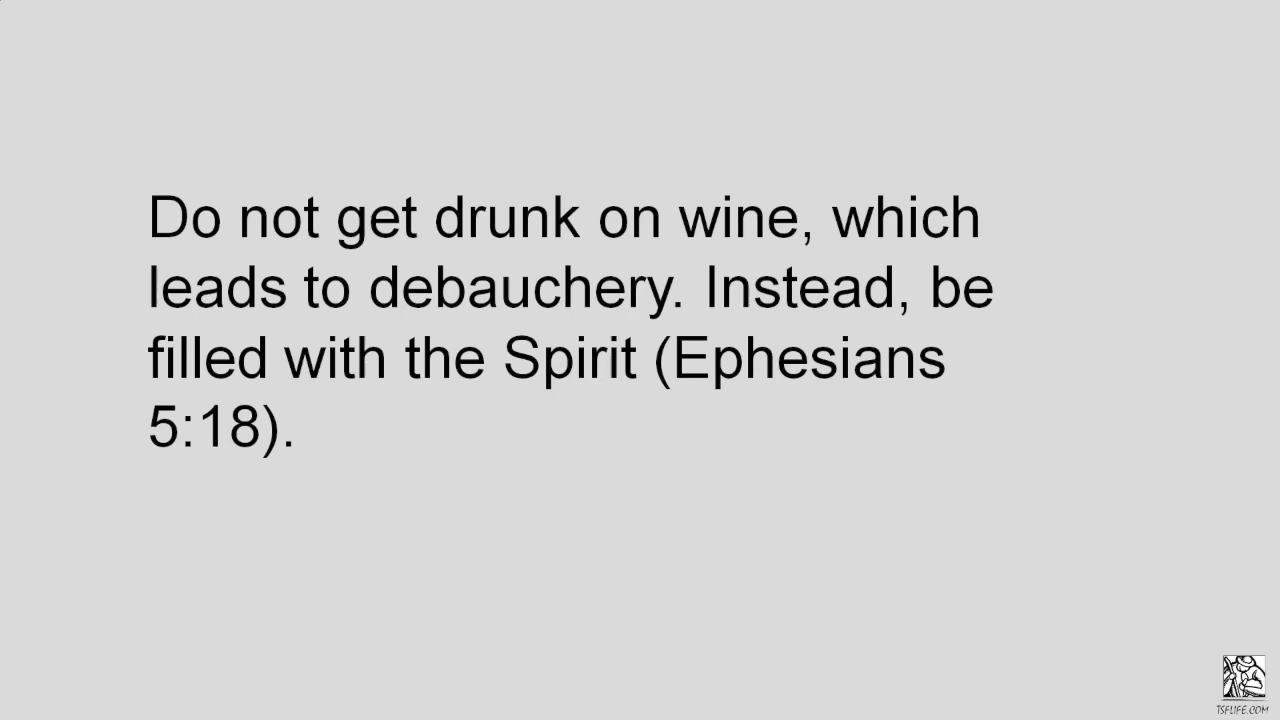 Do not get drunk on wine, which
leads to debauchery. Instead, be
filled with the Spirit (Ephesians
5:18).
TSFLIFE.COM